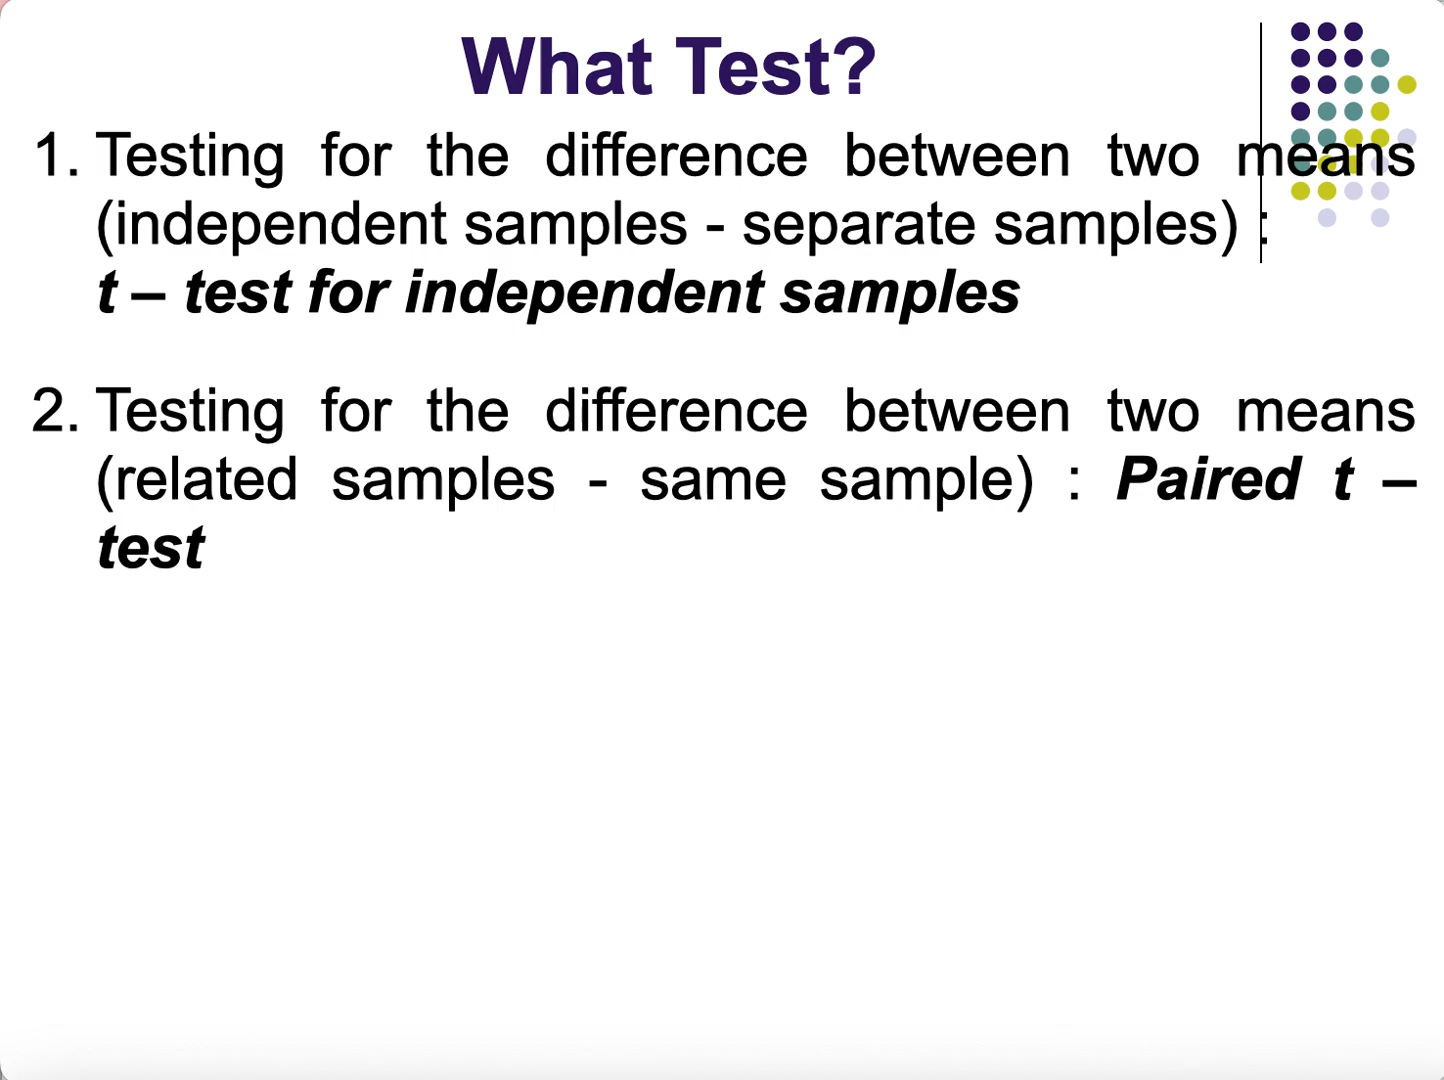 What Test?
1. Testing for the difference between two means
(independent samples - separate samples) :
t – test for independent samples
2. Testing for the difference between two means
(related samples - same sample) : Paired t –
test